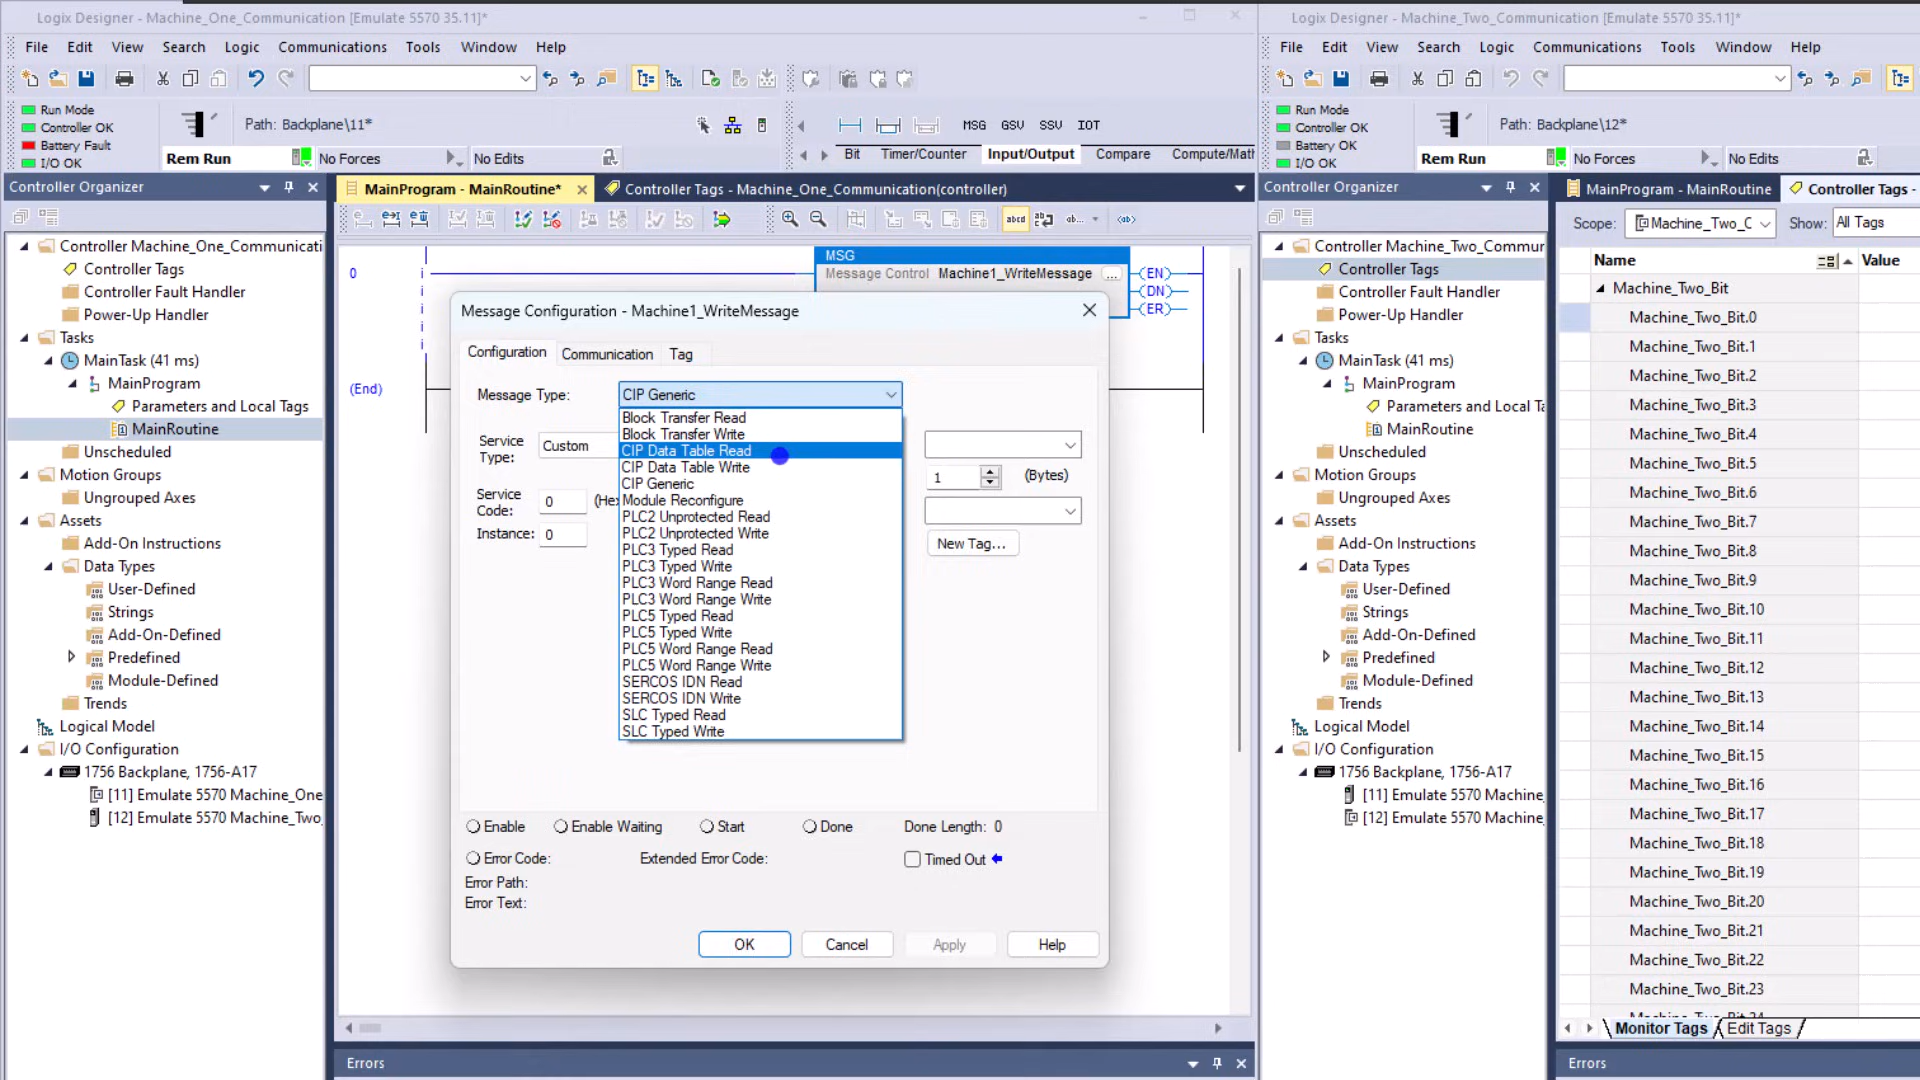 Logix Designer - Machine_One_Communication [Emulate 5570 35.11]*
File Edit View Search Logic Communications Tools Window Help
Run Mode
Controller OK
Battery Fault
I/O OK
Path: Backplane\11*
Rem Run No Forces No Edits
MSG GSV SSV IOT
Bit Timer/Counter Input/Output Compare Compute/Math
Controller Organizer
Controller Machine_One_Communicati
Controller Tags
Controller Fault Handler
Power-Up Handler
Tasks
MainTask (41 ms)
MainProgram
Parameters and Local Tags
MainRoutine
Unscheduled
Motion Groups
Ungrouped Axes
Assets
Add-On Instructions
Data Types
User-Defined
Strings
Add-On-Defined
Predefined
Module-Defined
Trends
Logical Model
I/O Configuration
1756 Backplane, 1756-A17
[11] Emulate 5570 Machine_One
[12] Emulate 5570 Machine_Two_
MainProgram - MainRoutine*
Controller Tags - Machine_One_Communication(controller)
0
i
i
i
i
i
(End)
MSG
Message Control Machine1_WriteMessage ...
(EN)
(DN)
(ER)
Message Configuration - Machine1_WriteMessage
Configuration Communication Tag
Message Type: CIP Generic
Block Transfer Read
Block Transfer Write
CIP Data Table Read
CIP Data Table Write
CIP Generic
Module Reconfigure
PLC2 Unprotected Read
PLC2 Unprotected Write
PLC3 Typed Read
PLC3 Typed Write
PLC3 Word Range Read
PLC3 Word Range Write
PLC5 Typed Read
PLC5 Typed Write
PLC5 Word Range Read
PLC5 Word Range Write
SERCOS IDN Read
SERCOS IDN Write
SLC Typed Read
SLC Typed Write
Service Type: Custom
Service Code: 0 (Hex
Instance: 0
1 (Bytes)
New Tag...
Enable Enable Waiting Start Done Done Length: 0
Error Code: Extended Error Code: Timed Out
Error Path:
Error Text:
OK Cancel Apply Help
Errors
Logix Designer - Machine_Two_Communication [Emulate 5570 35.11]*
File Edit View Search Logic Communications Tools Window Help
Run Mode
Controller OK
Battery OK
I/O OK
Path: Backplane\12*
Rem Run No Forces No Edits
Controller Organizer
Controller Machine_Two_Commur
Controller Tags
Controller Fault Handler
Power-Up Handler
Tasks
MainTask (41 ms)
MainProgram
Parameters and Local Ta
MainRoutine
Unscheduled
Motion Groups
Ungrouped Axes
Assets
Add-On Instructions
Data Types
User-Defined
Strings
Add-On-Defined
Predefined
Module-Defined
Trends
Logical Model
I/O Configuration
1756 Backplane, 1756-A17
[11] Emulate 5570 Machine_
[12] Emulate 5570 Machine_
MainProgram - MainRoutine
Controller Tags -
Scope: Machine_Two_C Show: All Tags
Name Value
Machine_Two_Bit
Machine_Two_Bit.0
Machine_Two_Bit.1
Machine_Two_Bit.2
Machine_Two_Bit.3
Machine_Two_Bit.4
Machine_Two_Bit.5
Machine_Two_Bit.6
Machine_Two_Bit.7
Machine_Two_Bit.8
Machine_Two_Bit.9
Machine_Two_Bit.10
Machine_Two_Bit.11
Machine_Two_Bit.12
Machine_Two_Bit.13
Machine_Two_Bit.14
Machine_Two_Bit.15
Machine_Two_Bit.16
Machine_Two_Bit.17
Machine_Two_Bit.18
Machine_Two_Bit.19
Machine_Two_Bit.20
Machine_Two_Bit.21
Machine_Two_Bit.22
Machine_Two_Bit.23
Monitor Tags Edit Tags
Errors